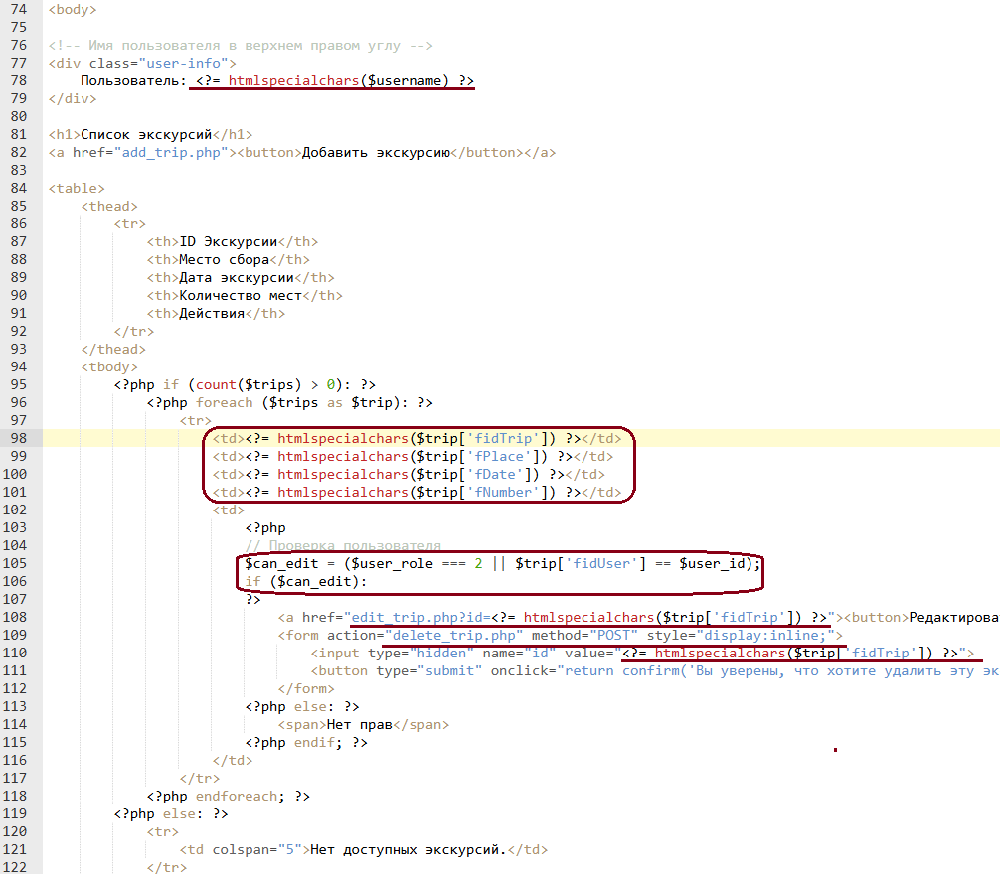 74 <body>
75
76 <!-- Имя пользователя в верхнем правом углу -->
77 <div class="user-info">
78 Пользователь: <?= htmlspecialchars($username) ?>
79 </div>
80
81 <h1>Список экскурсий</h1>
82 <a href="add_trip.php"><button>Добавить экскурсию</button></a>
83
84 <table>
85 <thead>
86 <tr>
87 <th>ID Экскурсии</th>
88 <th>Место сбора</th>
89 <th>Дата экскурсии</th>
90 <th>Количество мест</th>
91 <th>Действия</th>
92 </tr>
93 </thead>
94 <tbody>
95 <?php if (count($trips) > 0): ?>
96 <?php foreach ($trips as $trip): ?>
97 <tr>
98 <td><?= htmlspecialchars($trip['fidTrip']) ?></td>
99 <td><?= htmlspecialchars($trip['fPlace']) ?></td>
100 <td><?= htmlspecialchars($trip['fDate']) ?></td>
101 <td><?= htmlspecialchars($trip['fNumber']) ?></td>
102 <td>
103 <?php
104 // Проверка пользователя
105 $can_edit = ($user_role === 2 || $trip['fidUser'] == $user_id);
106 if ($can_edit):
107 ?>
108 <a href="edit_trip.php?id=<?= htmlspecialchars($trip['fidTrip']) ?>"><button>Редактирова
109 <form action="delete_trip.php" method="POST" style="display:inline;">
110 <input type="hidden" name="id" value="<?= htmlspecialchars($trip['fidTrip']) ?>">
111 <button type="submit" onclick="return confirm('Вы уверены, что хотите удалить эту эк
112 </form>
113 <?php else: ?>
114 <span>Нет прав</span>
115 <?php endif; ?>
116 </td>
117 </tr>
118 <?php endforeach; ?>
119 <?php else: ?>
120 <tr>
121 <td colspan="5">Нет доступных экскурсий.</td>
122 </tr>